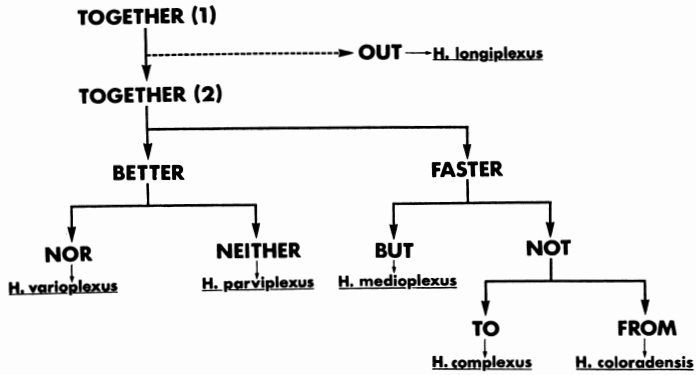 TOGETHER (1)
OUT H. longiplexus
TOGETHER (2)
BETTER FASTER
NOR NEITHER BUT NOT
H. varioplexus H. parviplexus H. medioplexus
TO FROM
H. complexus H. coloradensis